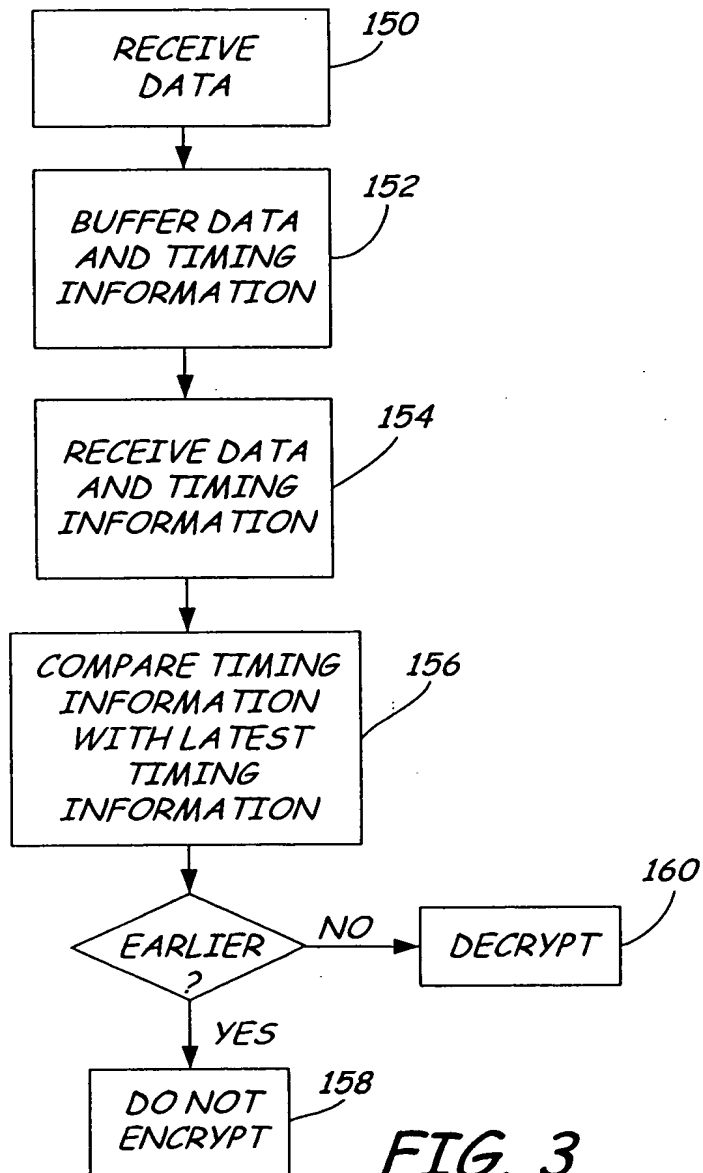 RECEIVE
DATA
150
BUFFER DATA
AND TIMING
INFORMATION
152
RECEIVE DATA
AND TIMING
INFORMATION
154
COMPARE TIMING
INFORMATION
WITH LATEST
TIMING
INFORMATION
156
EARLIER
?
NO
DECRYPT
160
YES
DO NOT
ENCRYPT
158
FIG. 3